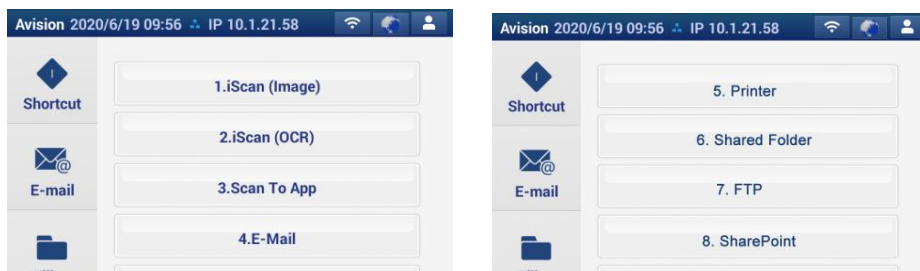 Avision 2020/6/19 09:56 IP 10.1.21.58
Shortcut
1.iScan (Image)
2.iScan (OCR)
E-mail
3.Scan To App
4.E-Mail
Avision 2020/6/19 09:56 IP 10.1.21.58
Shortcut
5. Printer
6. Shared Folder
E-mail
7. FTP
8. SharePoint